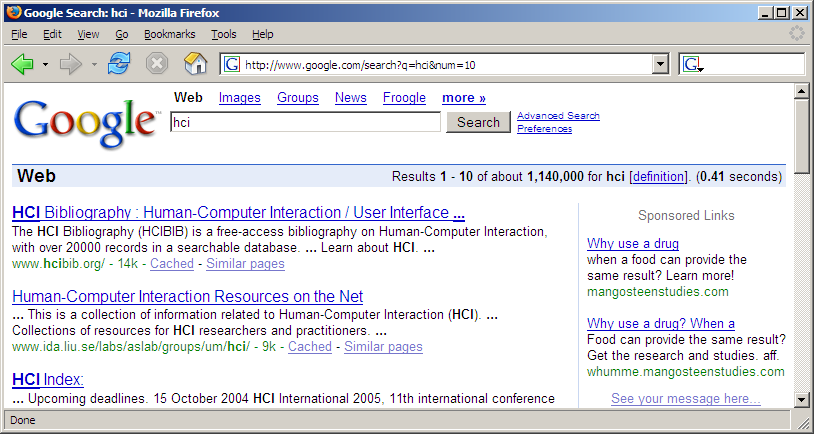 Google Search: hci - Mozilla Firefox
File Edit View Go Bookmarks Tools Help
G http://www.google.com/search?q=hci&num=10 G
Web Images Groups News Froogle more »
Google™
hci Search Advanced Search
Preferences
Web Results 1 - 10 of about 1,140,000 for hci [definition]. (0.41 seconds)
HCI Bibliography : Human-Computer Interaction / User Interface ...
The HCI Bibliography (HCIBIB) is a free-access bibliography on Human-Computer Interaction,
with over 20000 records in a searchable database. ... Learn about HCI. ...
www.hcibib.org/ - 14k - Cached - Similar pages
Human-Computer Interaction Resources on the Net
... This is a collection of information related to Human-Computer Interaction (HCI). ...
Collections of resources for HCI researchers and practitioners. ...
www.ida.liu.se/labs/aslab/groups/um/hci/ - 9k - Cached - Similar pages
HCI Index:
... Upcoming deadlines. 15 October 2004 HCI International 2005, 11th international conference
Sponsored Links
Why use a drug
when a food can provide the
same result? Learn more!
mangosteenstudies.com
Why use a drug? When a
Food can provide the same result?
Get the research and studies. aff.
whumme.mangosteenstudies.com
See your message here...
Done